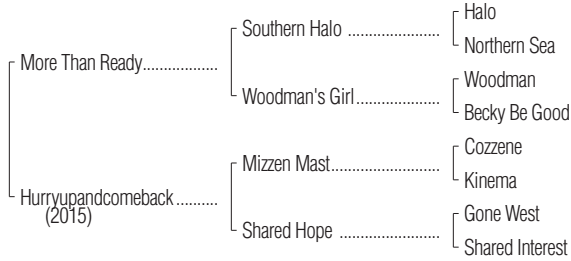 Halo
Southern Halo ....................
Northern Sea
More Than Ready.................
Woodman
Woodman's Girl ...................
Becky Be Good
Cozzene
Mizzen Mast.........................
Kinema
Hurryupandcomeback..........
(2015)
Gone West
Shared Hope ......................
Shared Interest